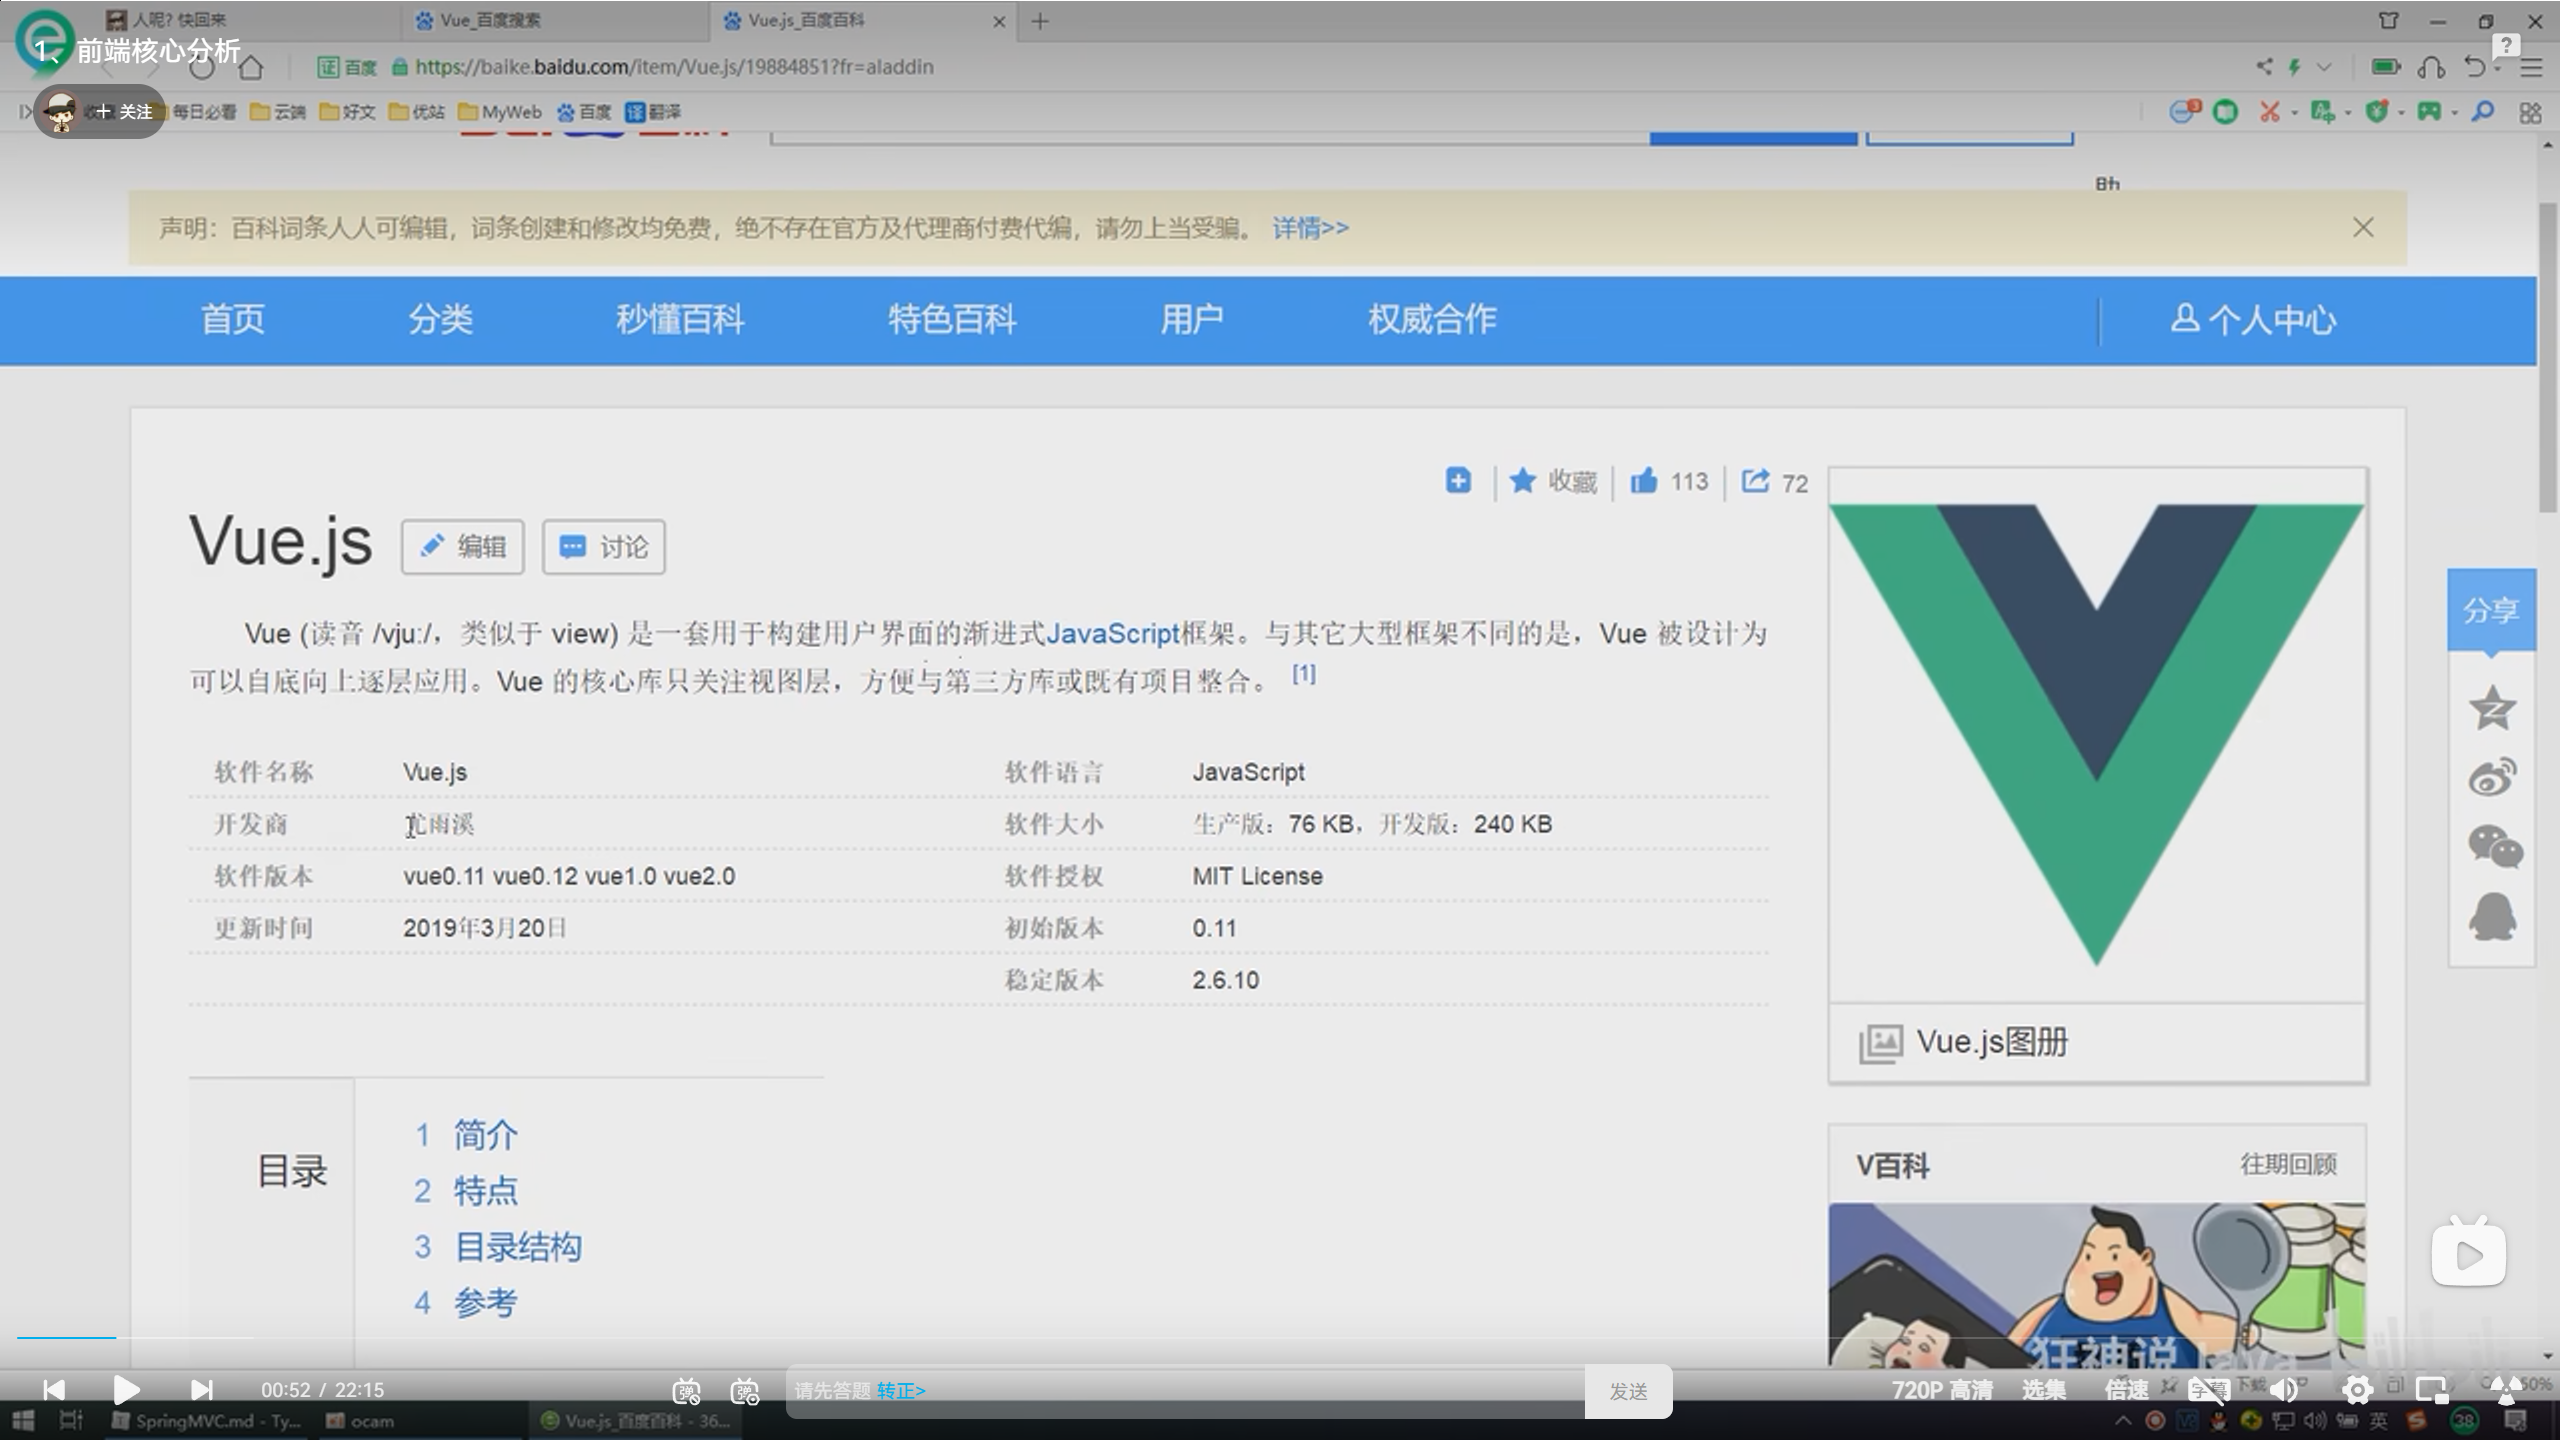 人呢? 快回来
Vue_百度搜索
Vue.js_百度百科
1、前端核心分析
证 百度 https://baike.baidu.com/item/Vue.js/19884851?fr=aladdin
+ 关注 每日必看 云端 好文 优站 MyWeb 百度 译 翻译
声明：百科词条人人可编辑，词条创建和修改均免费，绝不存在官方及代理商付费代编，请勿上当受骗。 详情>>
首页 分类 秒懂百科 特色百科 用户 权威合作 个人中心
收藏 113 72
Vue.js 编辑 讨论
分享
Vue (读音 /vjuː/，类似于 view) 是一套用于构建用户界面的渐进式JavaScript框架。与其它大型框架不同的是，Vue 被设计为
可以自底向上逐层应用。Vue 的核心库只关注视图层，方便与第三方库或既有项目整合。 [1]
软件名称 Vue.js 软件语言 JavaScript
开发商 尤雨溪 软件大小 生产版：76 KB，开发版：240 KB
软件版本 vue0.11 vue0.12 vue1.0 vue2.0 软件授权 MIT License
更新时间 2019年3月20日 初始版本 0.11
稳定版本 2.6.10
Vue.js图册
目录
1 简介
2 特点
3 目录结构
4 参考
V百科 往期回顾
狂神说 Java
00:52 / 22:15 弹 弹 请先答题 转正> 发送 720P 高清 选集 倍速 字幕 50%
SpringMVC.md - Ty... ocam Vue.js_百度百科 - 36... 英 38